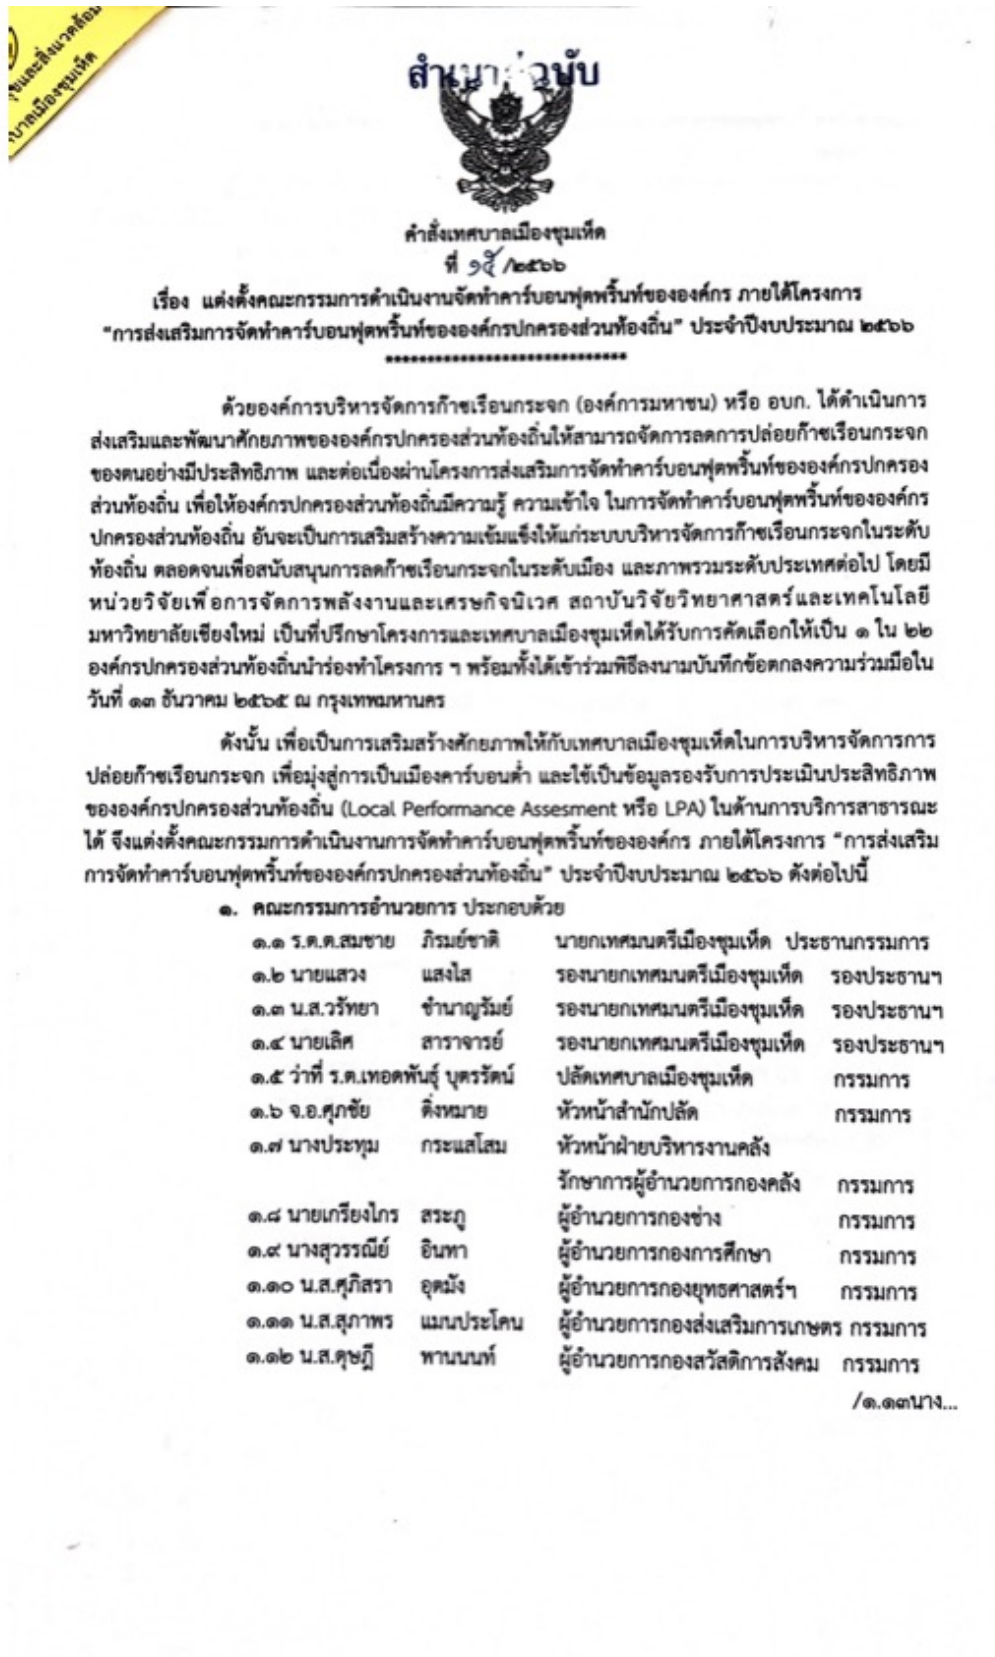 ุขและสิ่งแวดล้อม
บาลเมืองชุมเห็ด
สำเนาคู่ฉบับ
คำสั่งเทศบาลเมืองชุมเห็ด
ที่ ๑๕/๒๕๖๖
เรื่อง แต่งตั้งคณะกรรมการดำเนินงานจัดทำคาร์บอนฟุตพริ้นท์ขององค์กร ภายใต้โครงการ
“การส่งเสริมการจัดทำคาร์บอนฟุตพริ้นท์ขององค์กรปกครองส่วนท้องถิ่น” ประจำปีงบประมาณ ๒๕๖๖
******************************
ด้วยองค์การบริหารจัดการก๊าซเรือนกระจก (องค์การมหาชน) หรือ อบก. ได้ดำเนินการ
ส่งเสริมและพัฒนาศักยภาพขององค์กรปกครองส่วนท้องถิ่นให้สามารถจัดการลดการปล่อยก๊าซเรือนกระจก
ของตนอย่างมีประสิทธิภาพ และต่อเนื่องผ่านโครงการส่งเสริมการจัดทำคาร์บอนฟุตพริ้นท์ขององค์กรปกครอง
ส่วนท้องถิ่น เพื่อให้องค์กรปกครองส่วนท้องถิ่นมีความรู้ ความเข้าใจ ในการจัดทำคาร์บอนฟุตพริ้นท์ขององค์กร
ปกครองส่วนท้องถิ่น อันจะเป็นการเสริมสร้างความเข้มแข็งให้แก่ระบบบริหารจัดการก๊าซเรือนกระจกในระดับ
ท้องถิ่น ตลอดจนเพื่อสนับสนุนการลดก๊าซเรือนกระจกในระดับเมือง และภาพรวมระดับประเทศต่อไป โดยมี
หน่วยวิจัยเพื่อการจัดการพลังงานและเศรษฐกิจนิเวศ สถาบันวิจัยวิทยาศาสตร์และเทคโนโลยี
มหาวิทยาลัยเชียงใหม่ เป็นที่ปรึกษาโครงการและเทศบาลเมืองชุมเห็ดได้รับการคัดเลือกให้เป็น ๑ ใน ๒๒
องค์กรปกครองส่วนท้องถิ่นนำร่องทำโครงการ ฯ พร้อมทั้งได้เข้าร่วมพิธีลงนามบันทึกข้อตกลงความร่วมมือใน
วันที่ ๑๓ ธันวาคม ๒๕๖๕ ณ กรุงเทพมหานคร
ดังนั้น เพื่อเป็นการเสริมสร้างศักยภาพให้กับเทศบาลเมืองชุมเห็ดในการบริหารจัดการการ
ปล่อยก๊าซเรือนกระจก เพื่อมุ่งสู่การเป็นเมืองคาร์บอนต่ำ และใช้เป็นข้อมูลรองรับการประเมินประสิทธิภาพ
ขององค์กรปกครองส่วนท้องถิ่น (Local Performance Assesment หรือ LPA) ในด้านการบริการสาธารณะ
ได้ จึงแต่งตั้งคณะกรรมการดำเนินงานการจัดทำคาร์บอนฟุตพริ้นท์ขององค์กร ภายใต้โครงการ “การส่งเสริม
การจัดทำคาร์บอนฟุตพริ้นท์ขององค์กรปกครองส่วนท้องถิ่น” ประจำปีงบประมาณ ๒๕๖๖ ดังต่อไปนี้
๑. คณะกรรมการอำนวยการ ประกอบด้วย
๑.๑ ร.ต.ต.สมชาย ภิรมย์ชาติ นายกเทศมนตรีเมืองชุมเห็ด ประธานกรรมการ
๑.๒ นายแสวง แสงใส รองนายกเทศมนตรีเมืองชุมเห็ด รองประธานฯ
๑.๓ น.ส.วรัทยา ชำนาญรัมย์ รองนายกเทศมนตรีเมืองชุมเห็ด รองประธานฯ
๑.๔ นายเลิศ สาราจารย์ รองนายกเทศมนตรีเมืองชุมเห็ด รองประธานฯ
๑.๕ ว่าที่ ร.ต.เทอดพันธุ์ บุตรรัตน์ ปลัดเทศบาลเมืองชุมเห็ด กรรมการ
๑.๖ จ.อ.ศุภชัย ดิ่งหมาย หัวหน้าสำนักปลัด กรรมการ
๑.๗ นางประทุม กระแสโสม หัวหน้าฝ่ายบริหารงานคลัง
รักษาการผู้อำนวยการกองคลัง กรรมการ
๑.๘ นายเกรียงไกร สระภู ผู้อำนวยการกองช่าง กรรมการ
๑.๙ นางสุวรรณีย์ อินทา ผู้อำนวยการกองการศึกษา กรรมการ
๑.๑๐ น.ส.ศุภิสรา อุตมัง ผู้อำนวยการกองยุทธศาสตร์ฯ กรรมการ
๑.๑๑ น.ส.สุภาพร แมนประโคน ผู้อำนวยการกองส่งเสริมการเกษตร กรรมการ
๑.๑๒ น.ส.ดุษฎี พานนนท์ ผู้อำนวยการกองสวัสดิการสังคม กรรมการ
/๑.๑๓นาง...